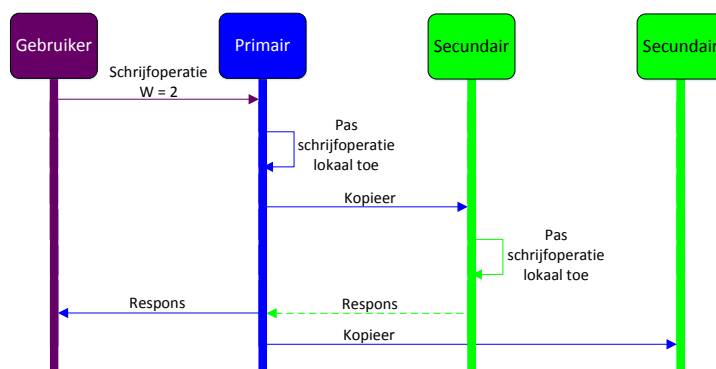 Gebruiker
Primair
Secundair
Secundair
Schrijfoperatie
W = 2
Pas
schrijfoperatie
lokaal toe
Kopieer
Pas
schrijfoperatie
lokaal toe
Respons
Respons
Kopieer